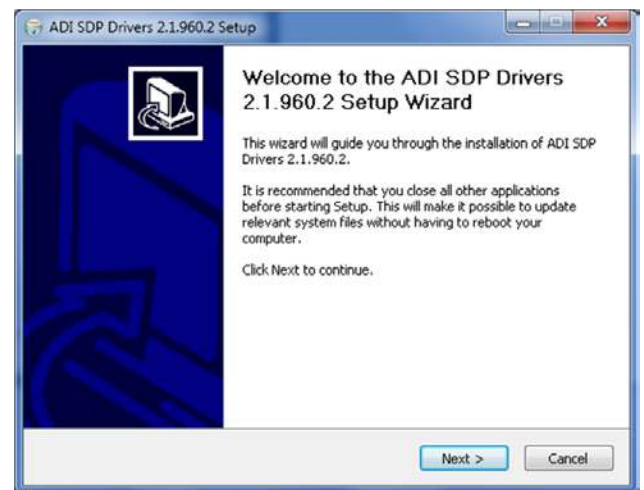 ADI SDP Drivers 2.1.960.2 Setup
Welcome to the ADI SDP Drivers
2.1.960.2 Setup Wizard
This wizard will guide you through the installation of ADI SDP
Drivers 2.1.960.2.
It is recommended that you close all other applications
before starting Setup. This will make it possible to update
relevant system files without having to reboot your
computer.
Click Next to continue.
Next >
Cancel